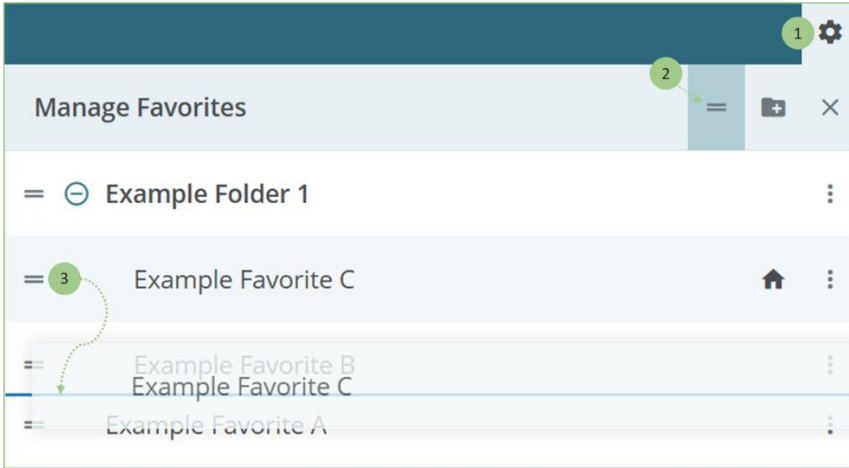 1
2
Manage Favorites
Example Folder 1
3
Example Favorite C
Example Favorite B
Example Favorite C
Example Favorite A